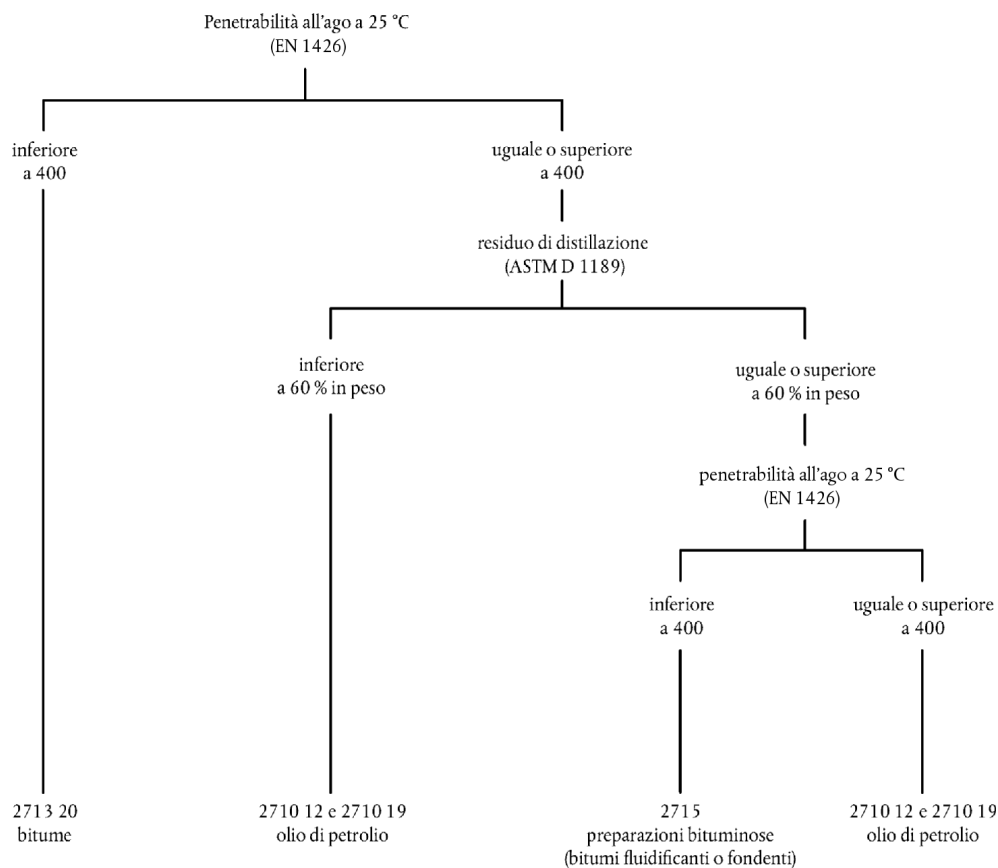 Penetrabilità all'ago a 25 °C
(EN 1426)
inferiore
a 400
uguale o superiore
a 400
residuo di distillazione
(ASTM D 1189)
inferiore
a 60 % in peso
uguale o superiore
a 60 % in peso
penetrabilità all'ago a 25 °C
(EN 1426)
inferiore
a 400
uguale o superiore
a 400
2713 20
bitume
2710 12 e 2710 19
olio di petrolio
2715
preparazioni bituminose
(bitumi fluidificanti o fondenti)
2710 12 e 2710 19
olio di petrolio